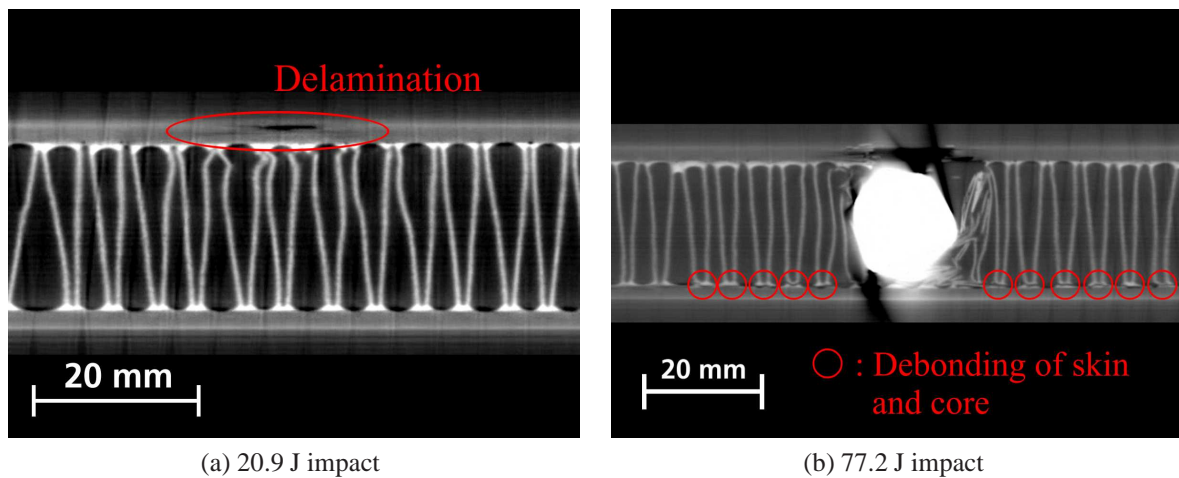 Delamination
20 mm
(a) 20.9 J impact
20 mm
: Debonding of skin
and core
(b) 77.2 J impact